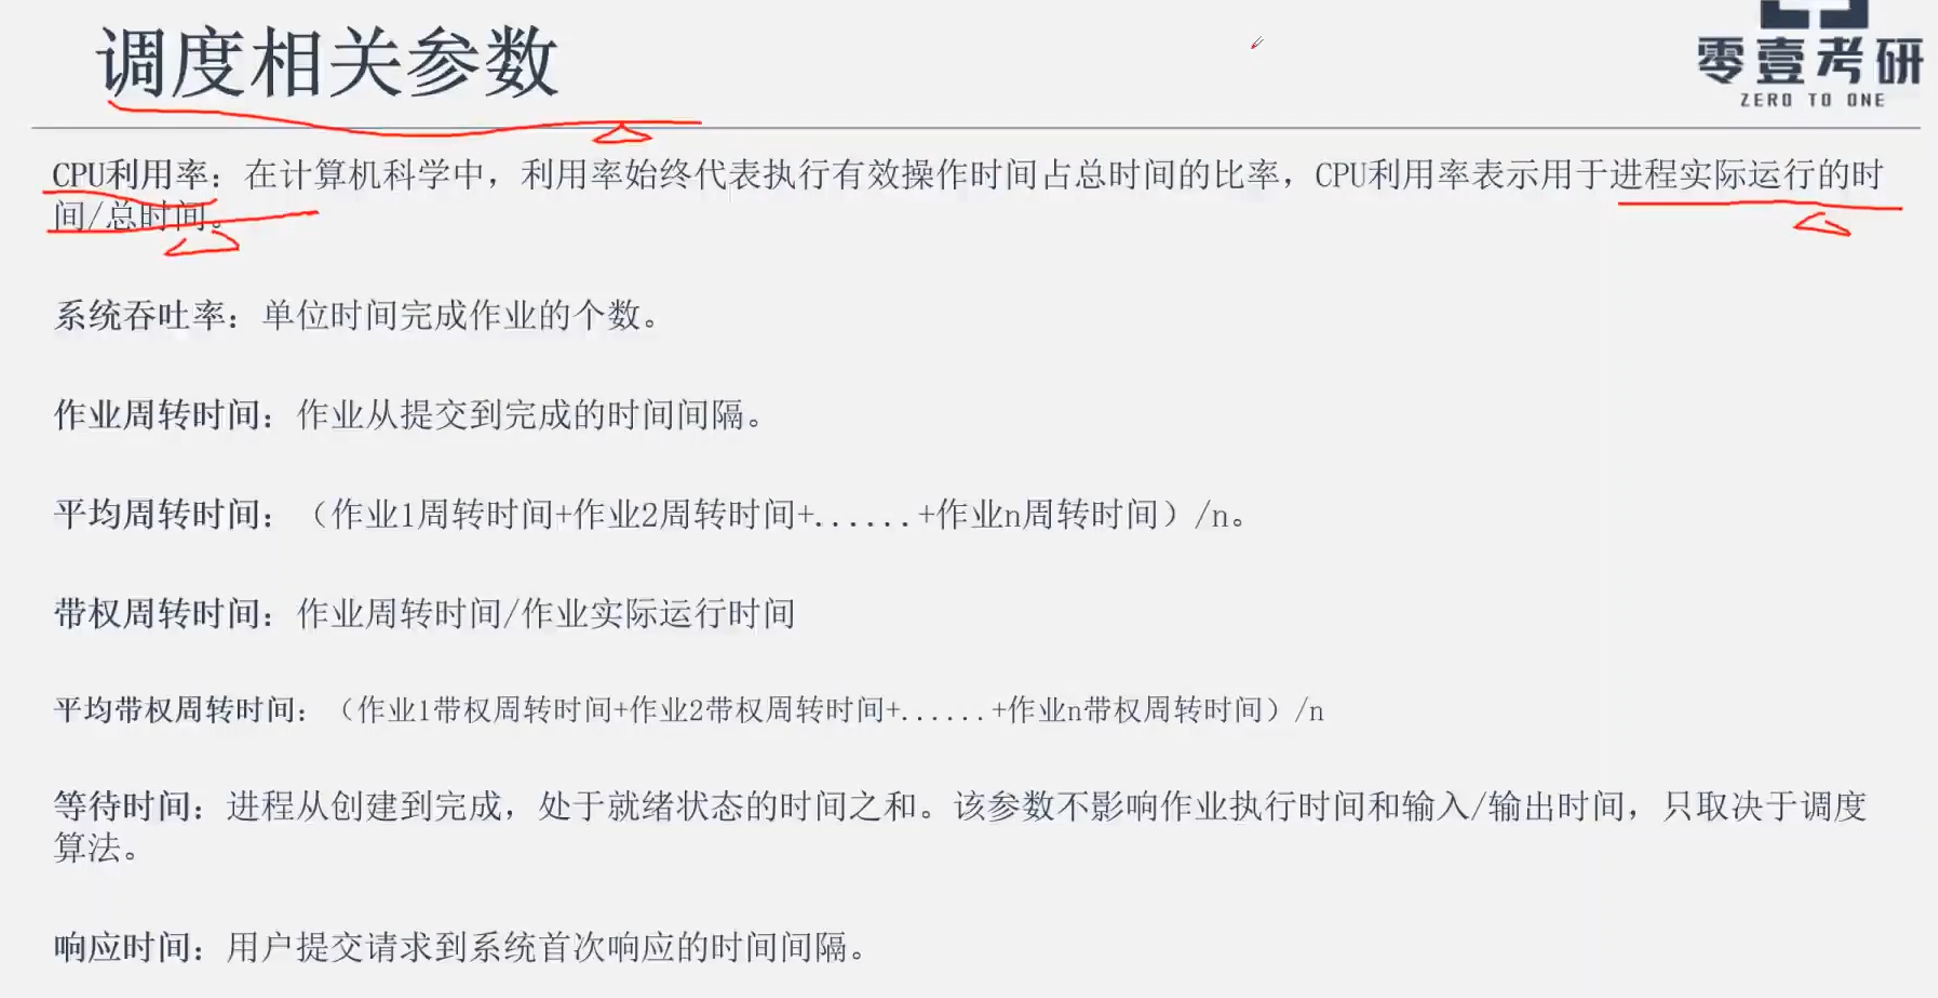 调度相关参数
零壹考研
ZERO TO ONE
CPU利用率：在计算机科学中，利用率始终代表执行有效操作时间占总时间的比率，CPU利用率表示用于进程实际运行的时
间/总时间。
系统吞吐率：单位时间完成作业的个数。
作业周转时间：作业从提交到完成的时间间隔。
平均周转时间：（作业1周转时间+作业2周转时间+......+作业n周转时间）/n。
带权周转时间：作业周转时间/作业实际运行时间
平均带权周转时间：（作业1带权周转时间+作业2带权周转时间+......+作业n带权周转时间）/n
等待时间：进程从创建到完成，处于就绪状态的时间之和。该参数不影响作业执行时间和输入/输出时间，只取决于调度
算法。
响应时间：用户提交请求到系统首次响应的时间间隔。